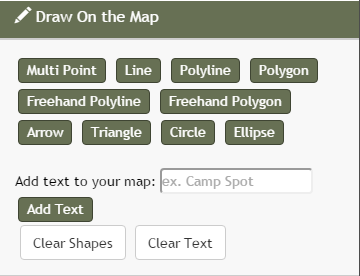 Draw On the Map
Multi Point Line Polyline Polygon
Freehand Polyline Freehand Polygon
Arrow Triangle Circle Ellipse
Add text to your map: ex. Camp Spot
Add Text
Clear Shapes Clear Text